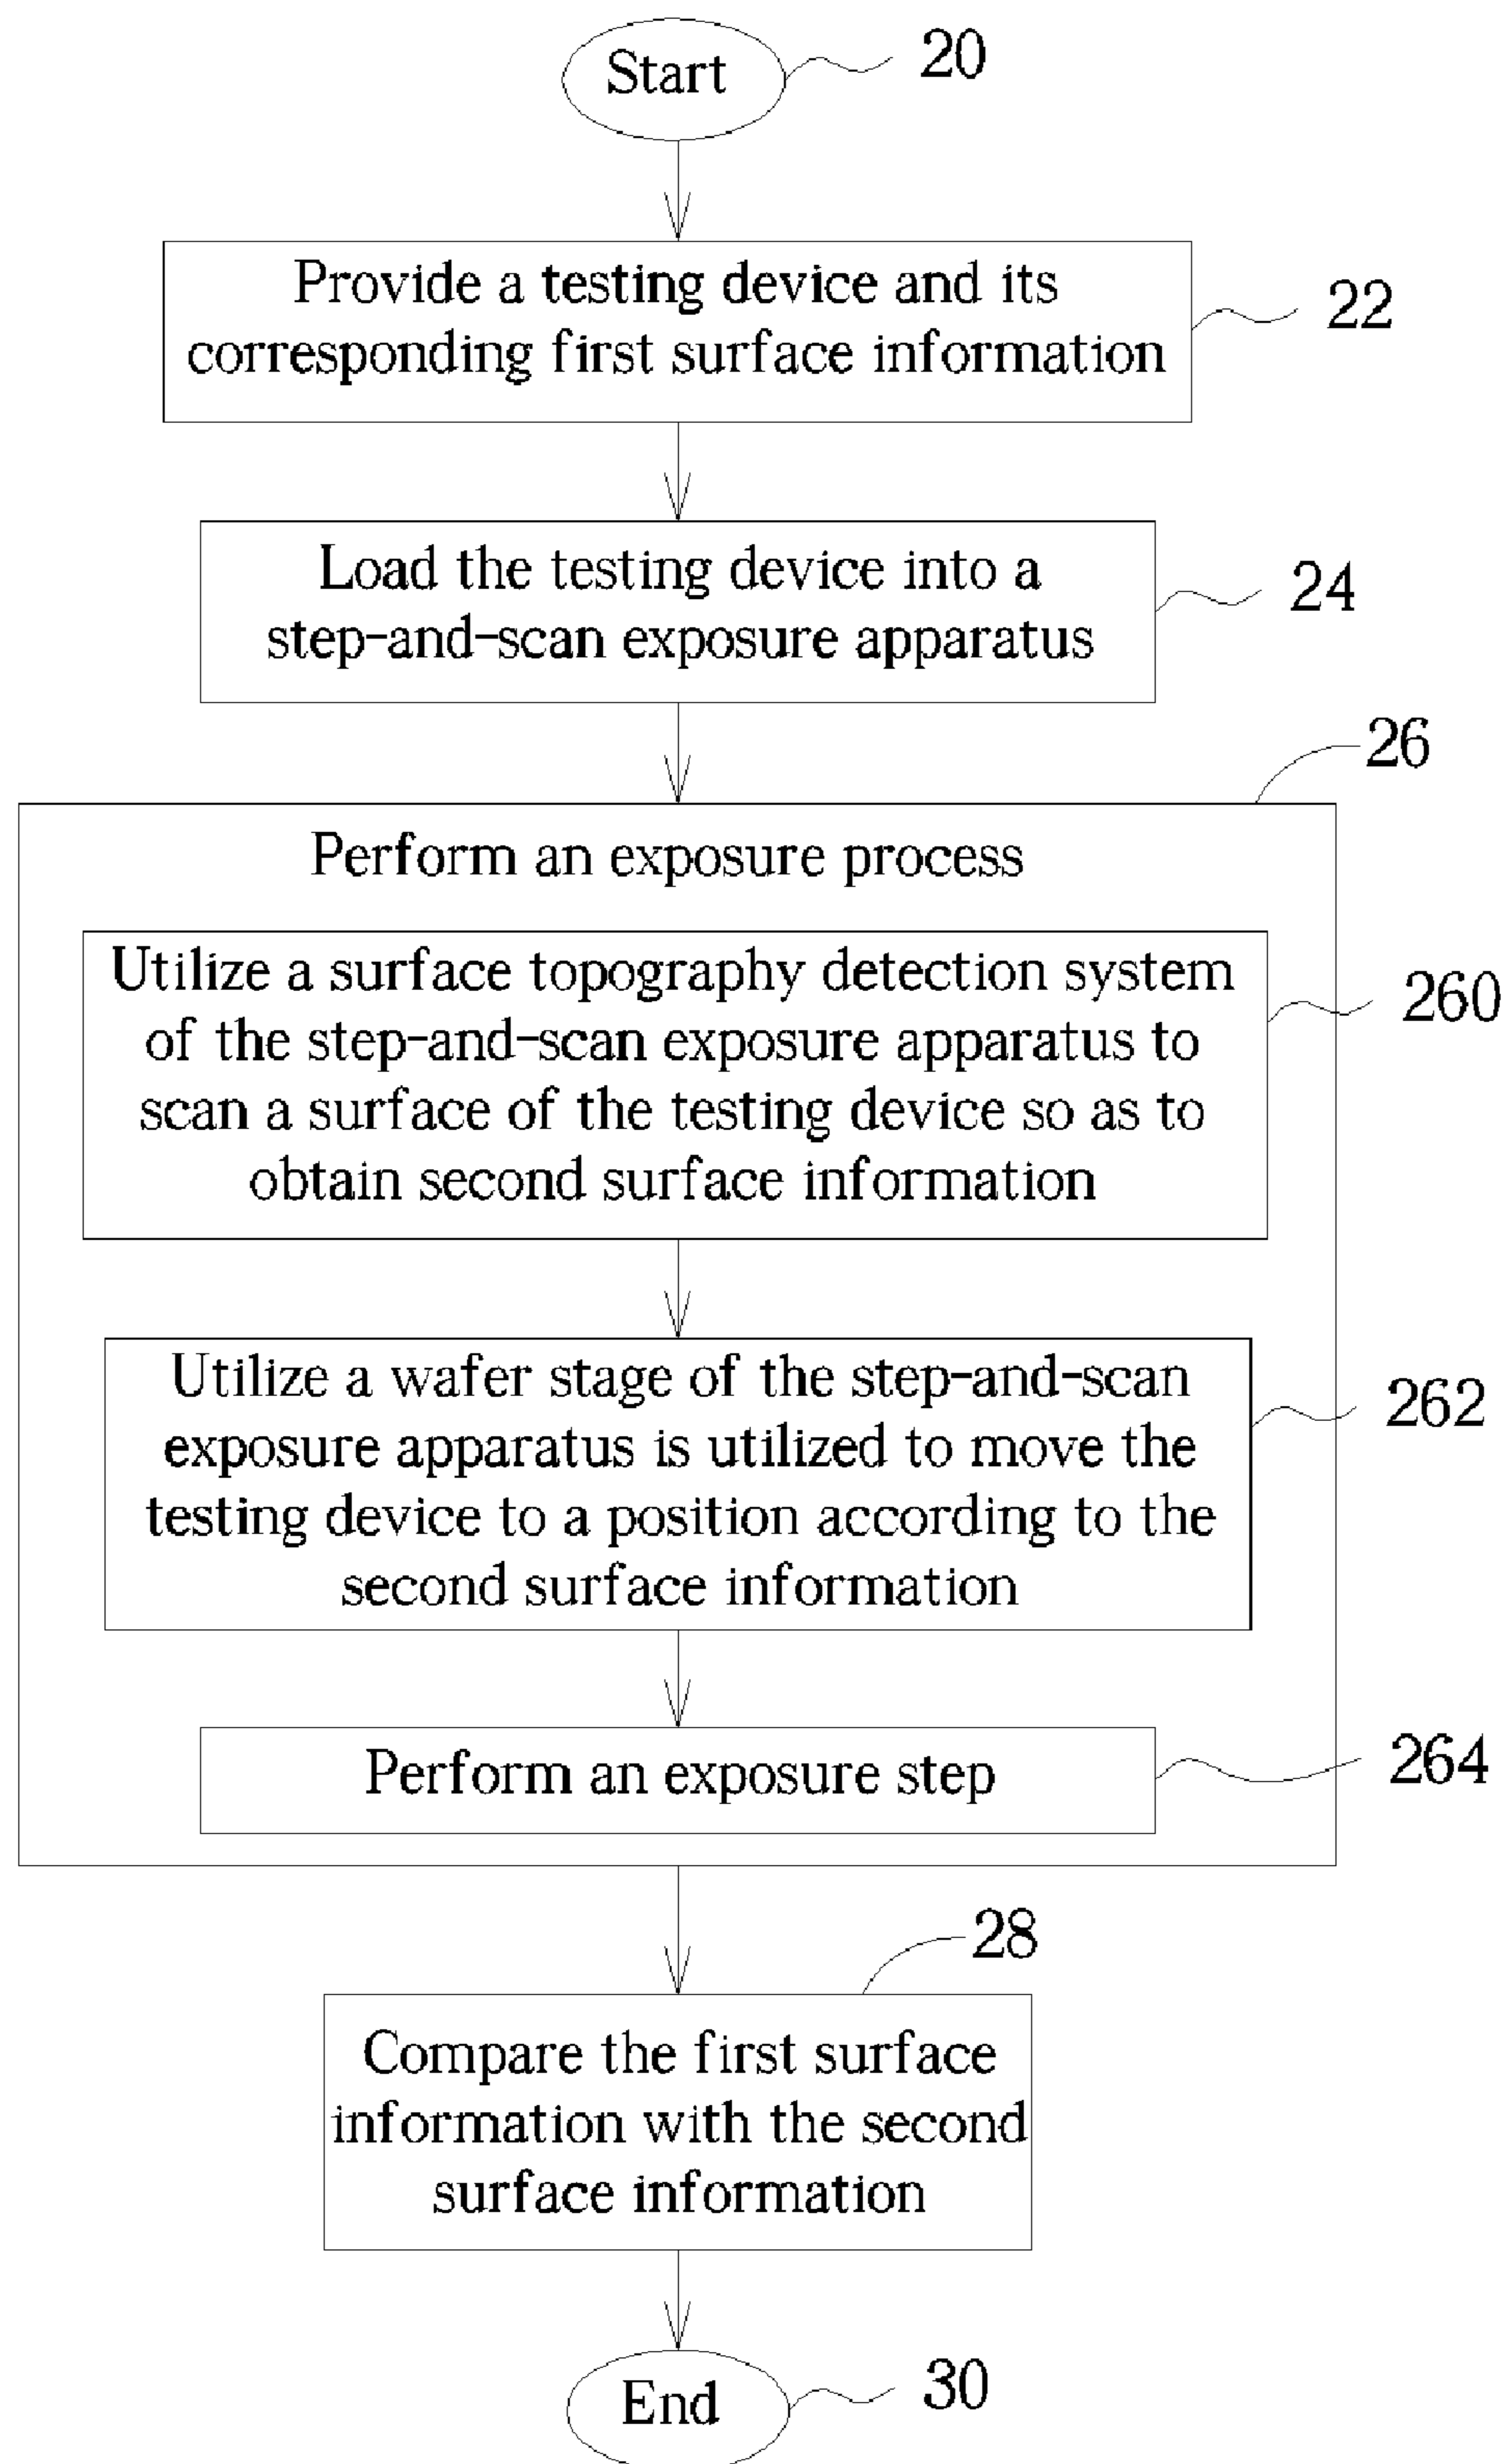 Start
20
Provide a testing device and its
corresponding first surface information
22
Load the testing device into a
step-and-scan exposure apparatus
24
26
Perform an exposure process
Utilize a surface topography detection system
of the step-and-scan exposure apparatus to
scan a surface of the testing device so as to
obtain second surface information
260
Utilize a wafer stage of the step-and-scan
exposure apparatus is utilized to move the
testing device to a position according to the
second surface information
262
Perform an exposure step
264
28
Compare the first surface
information with the second
surface information
End
30